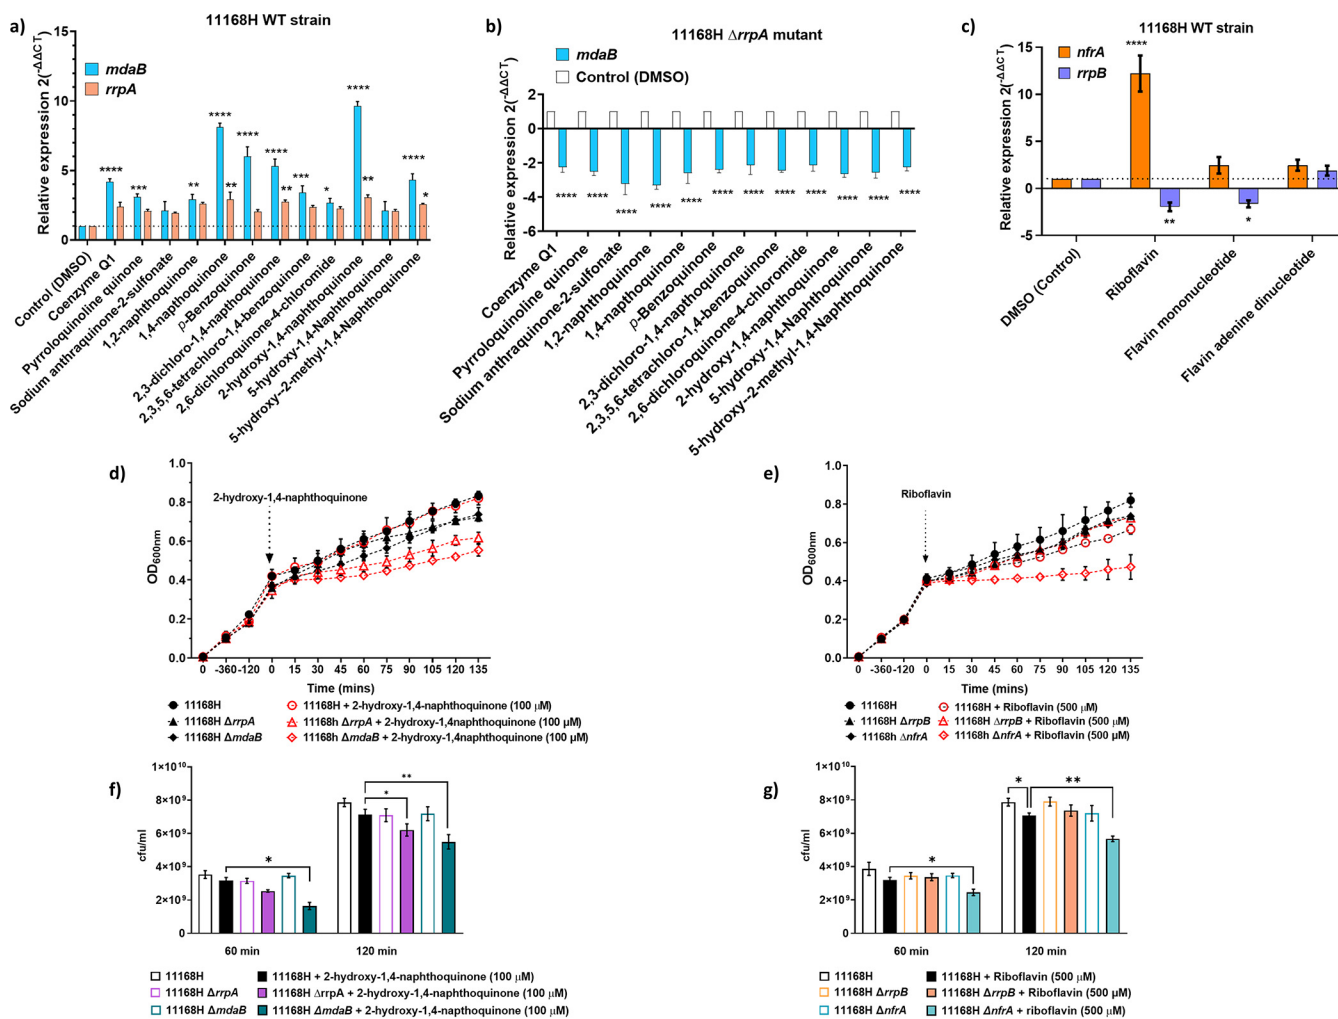 a)
11168H WT strain
Relative expression 2(-ΔΔCT)
15
10
5
0
mdaB
rrpA
****
***
**
****
**
****
****
**
***
*
****
**
****
*
Control (DMSO)
Coenzyme Q1
Pyrroloquinoline quinone
Sodium anthraquinone-2-sulfonate
1,2-naphthoquinone
1,4-napthoquinone
p-Benzoquinone
2,3-dichloro-1,4-napthoquinone
2,3,5,6-tetrachloro-1,4-benzoquinone
2,6-dichloroquinone-4-chloromide
2-hydroxy-1,4-naphthoquinone
5-hydroxy-1,4-Naphthoquinone
5-hydroxy--2-methyl-1,4-Naphthoquinone
b)
11168H ΔrrpA mutant
Relative expression 2(-ΔΔCT)
mdaB
Control (DMSO)
2
0
-2
-4
-6
****
****
****
****
****
****
****
****
****
****
****
****
Coenzyme Q1
Pyrroloquinoline quinone
Sodium anthraquinone-2-sulfonate
1,2-naphthoquinone
1,4-napthoquinone
p-Benzoquinone
2,3-dichloro-1,4-napthoquinone
2,3,5,6-tetrachloro-1,4-benzoquinone
2,6-dichloroquinone-4-chloromide
2-hydroxy-1,4-napthoquinone
5-hydroxy-1,4-Naphthoquinone
5-hydroxy--2-methyl-1,4-Naphthoquinone
c)
11168H WT strain
Relative expression 2(-ΔΔCT)
15
10
5
0
-5
nfrA
rrpB
****
**
*
DMSO (Control)
Riboflavin
Flavin mononucleotide
Flavin adenine dinucleotide
d)
OD600nm
1.0
0.8
0.6
0.4
0.2
0.0
2-hydroxy-1,4-naphthoquinone
0 -360 -120 0 15 30 45 60 75 90 105 120 135
Time (mins)
11168H
11168H ΔrrpA
11168H ΔmdaB
11168H + 2-hydroxy-1,4-naphthoquinone (100 μM)
11168h ΔrrpA + 2-hydroxy-1,4naphthoquinone (100 μM)
11168h ΔmdaB + 2-hydroxy-1,4naphthoquinone (100 μM)
e)
OD600nm
1.0
0.8
0.6
0.4
0.2
0.0
Riboflavin
0 -360 -120 0 15 30 45 60 75 90 105 120 135
Time (mins)
11168H
11168H ΔrrpB
11168h ΔnfrA
11168H + Riboflavin (500 μM)
11168H ΔrrpB + Riboflavin (500 μM)
11168h ΔnfrA + Riboflavin (500 μM)
f)
cfu/ml
1×10^10
8×10^9
6×10^9
4×10^9
2×10^9
0
*
*
**
60 min
120 min
11168H
11168H ΔrrpA
11168H ΔmdaB
11168H + 2-hydroxy-1,4-naphthoquinone (100 μM)
11168H ΔrrpA + 2-hydroxy-1,4-naphthoquinone (100 μM)
11168H ΔmdaB + 2-hydroxy-1,4-napthoquinone (100 μM)
g)
cfu/ml
1×10^10
8×10^9
6×10^9
4×10^9
2×10^9
0
*
*
**
60 min
120 min
11168H
11168H ΔrrpB
11168H ΔnfrA
11168H + Riboflavin (500 μM)
11168H ΔrrpB + Riboflavin (500 μM)
11168H ΔnfrA + riboflavin (500 μM)